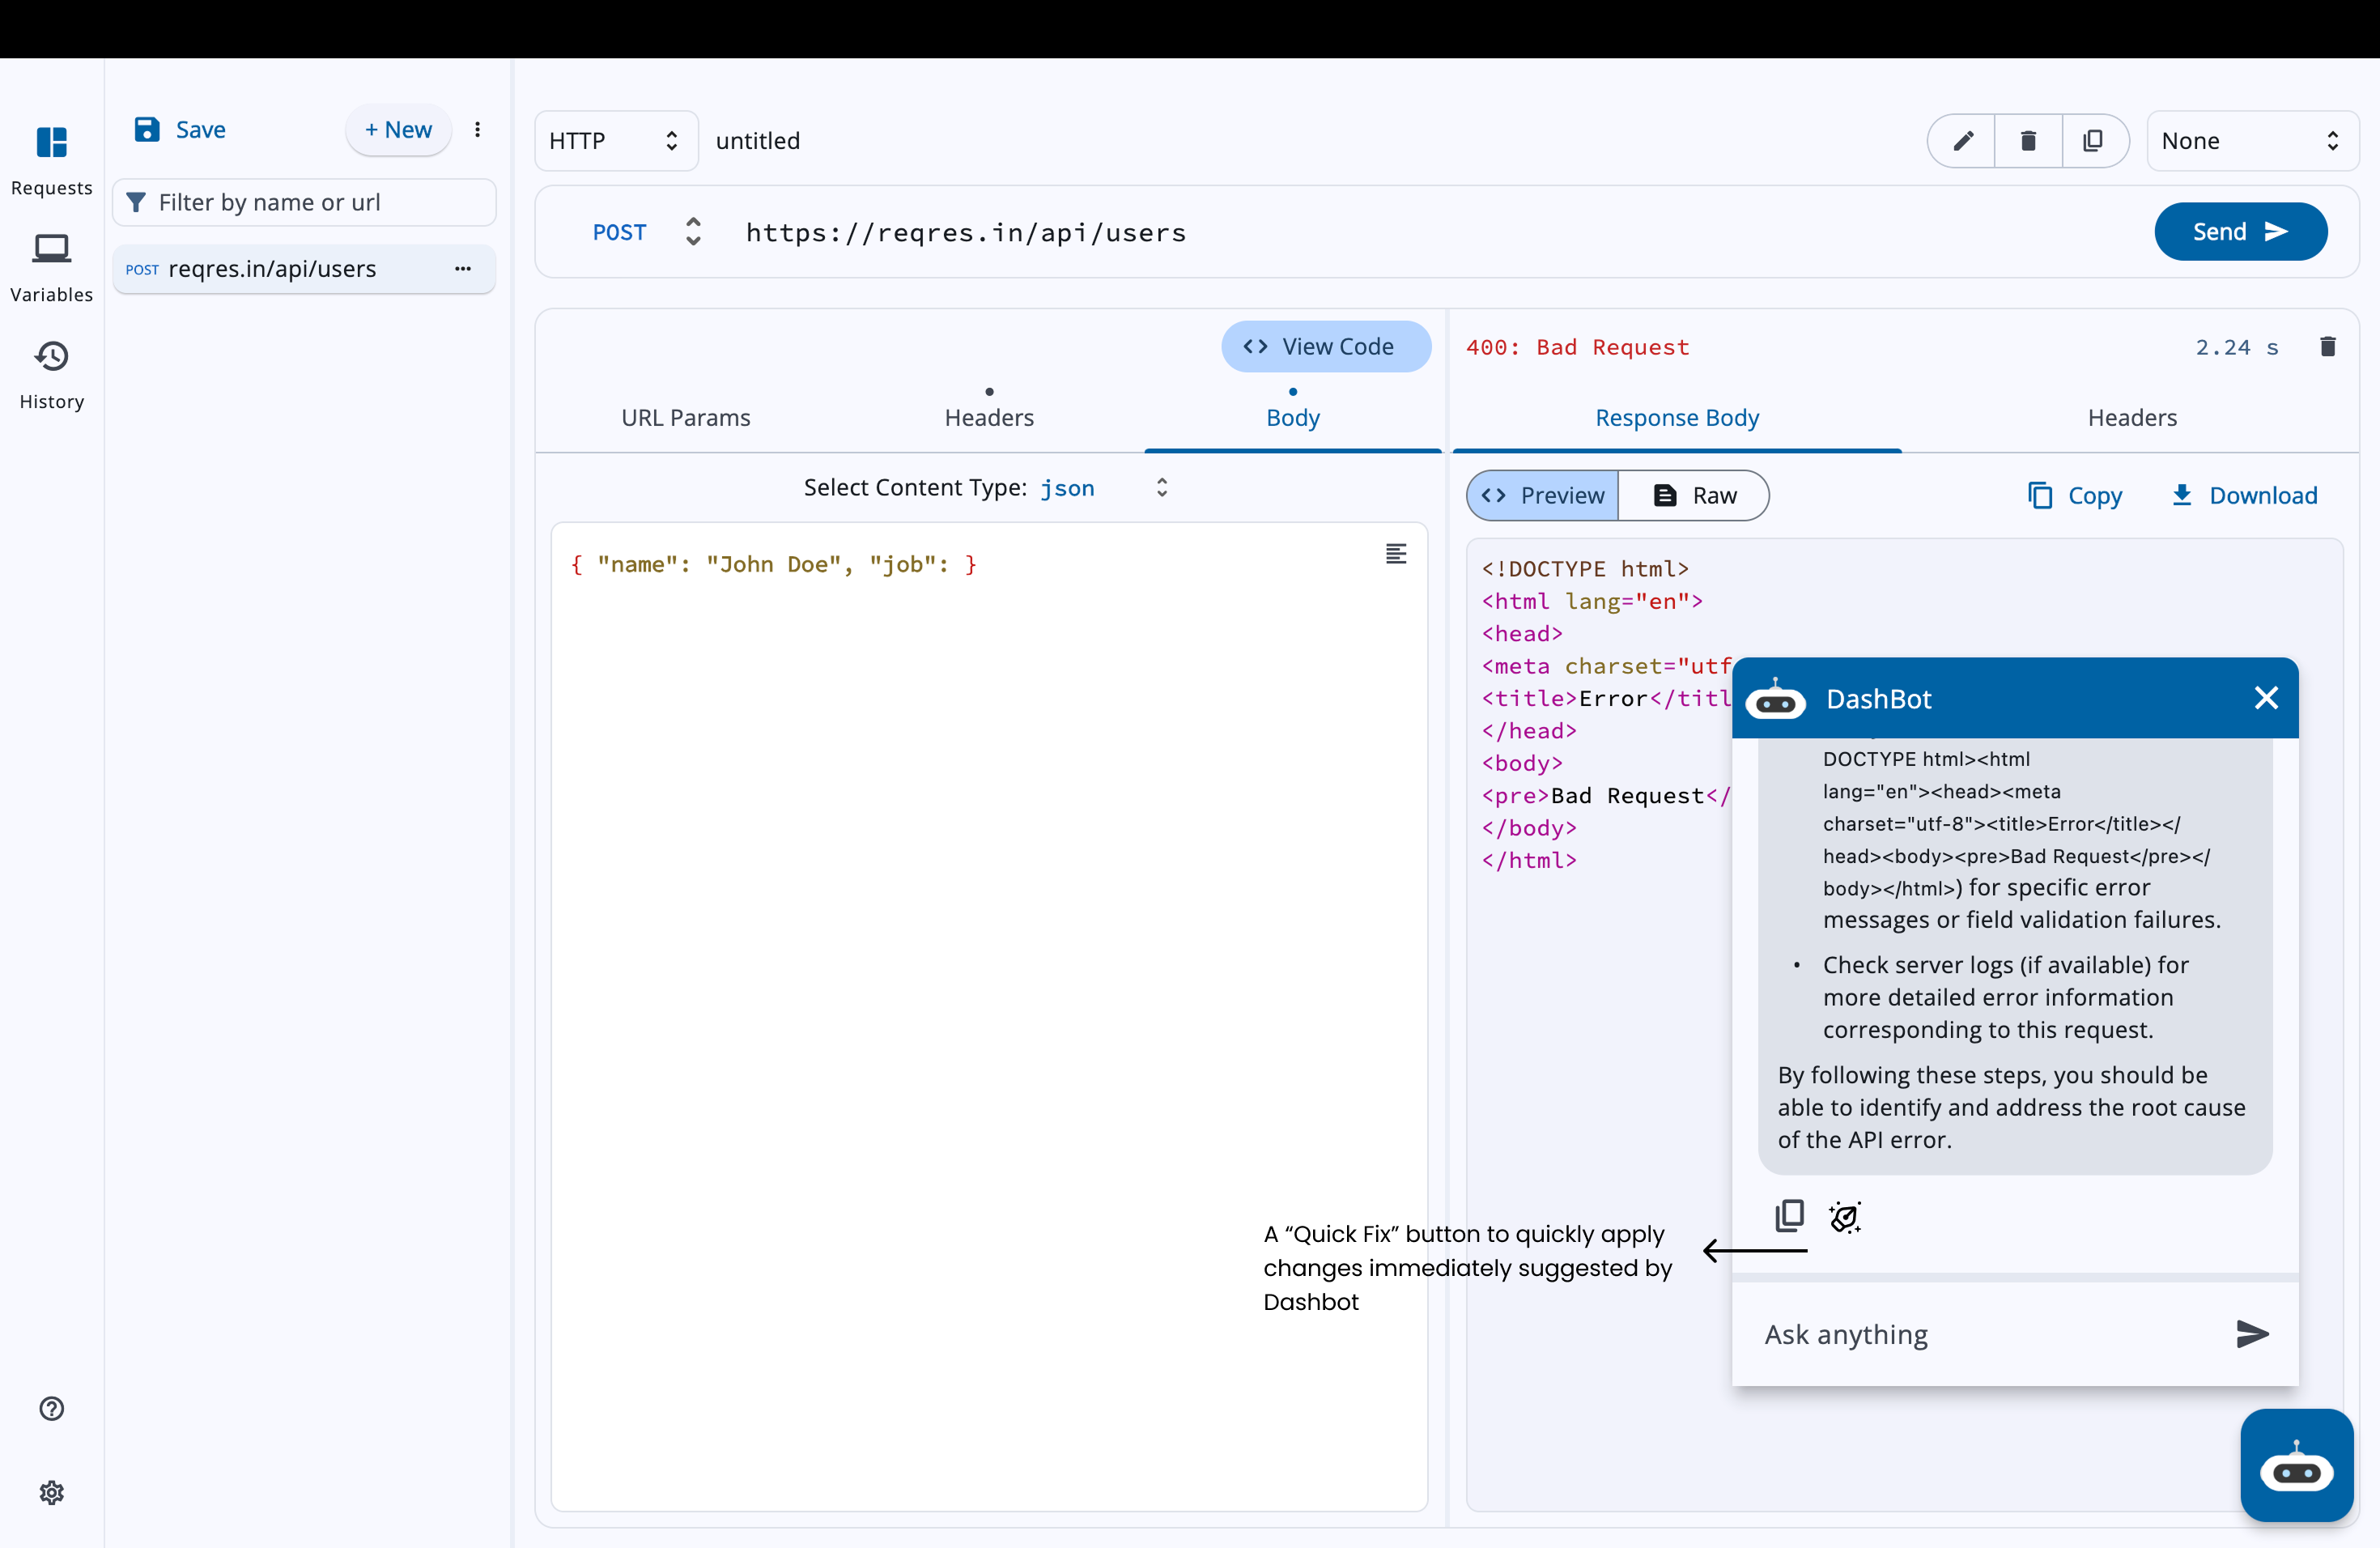 Requests
Variables
History
Save
+ New
Filter by name or url
POST reqres.in/api/users
HTTP
untitled
None
POST
https://reqres.in/api/users
Send
View Code
URL Params
Headers
Body
Select Content Type: json
{ "name": "John Doe", "job": }
400: Bad Request
2.24 s
Response Body
Headers
Preview
Raw
Copy
Download
<!DOCTYPE html>
<html lang="en">
<head>
<meta charset="utf
<title>Error</titl
</head>
<body>
<pre>Bad Request</
</body>
</html>
DashBot
DOCTYPE html><html
lang="en"><head><meta
charset="utf-8"><title>Error</title></
head><body><pre>Bad Request</pre></
body></html>) for specific error
messages or field validation failures.
• Check server logs (if available) for
more detailed error information
corresponding to this request.
By following these steps, you should be
able to identify and address the root cause
of the API error.
A “Quick Fix” button to quickly apply
changes immediately suggested by
Dashbot
Ask anything